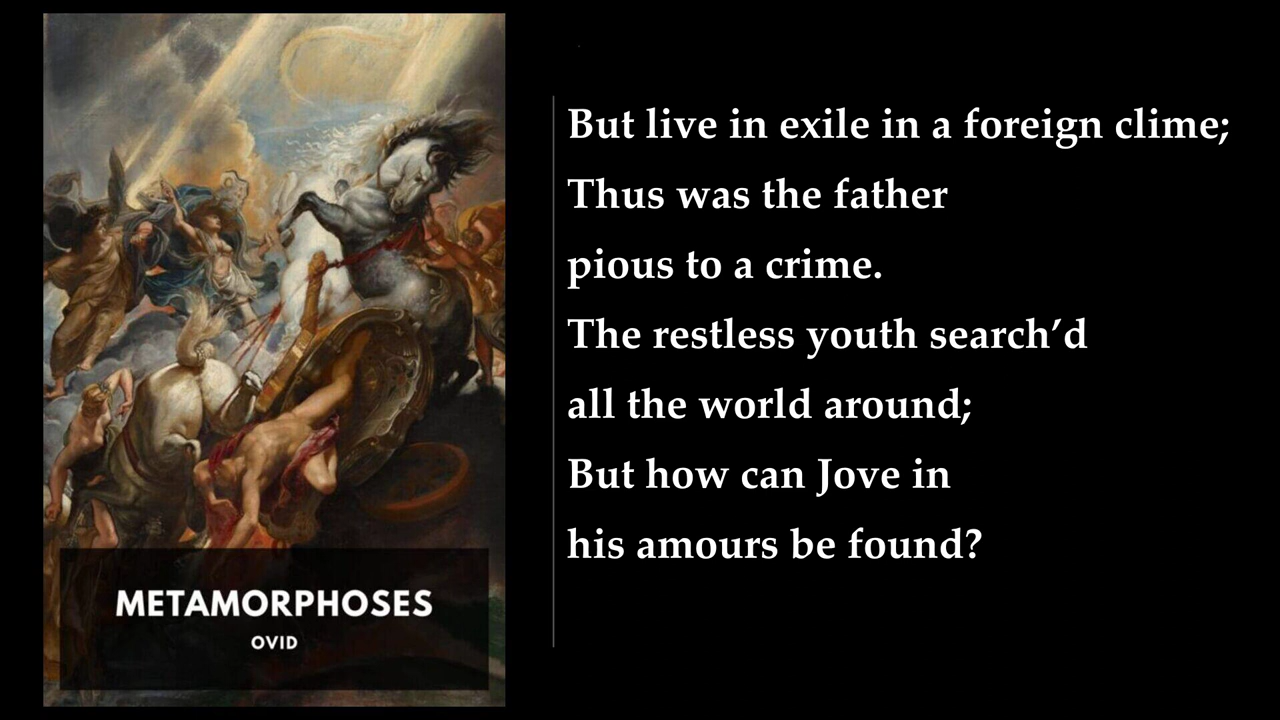 METAMORPHOSES
OVID
But live in exile in a foreign clime;
Thus was the father
pious to a crime.
The restless youth search’d
all the world around;
But how can Jove in
his amours be found?